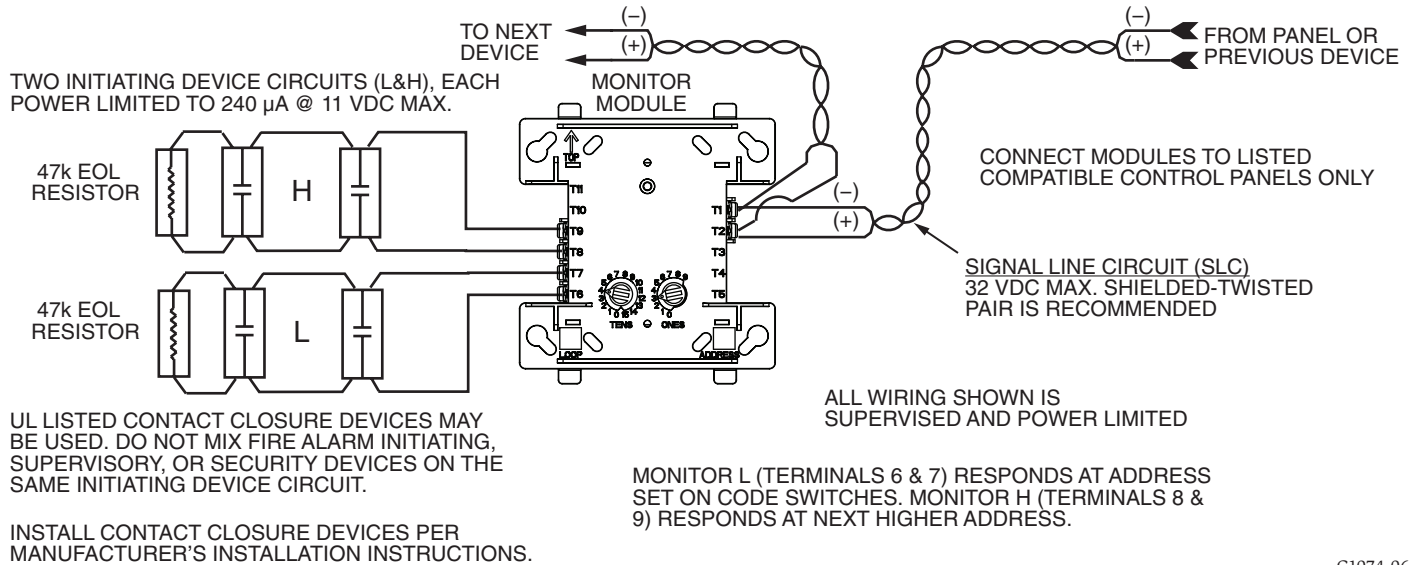 TO NEXT
DEVICE
(–)
(+)
(–)
(+)
FROM PANEL OR
PREVIOUS DEVICE
TWO INITIATING DEVICE CIRCUITS (L&H), EACH
POWER LIMITED TO 240 µA @ 11 VDC MAX.
MONITOR
MODULE
47k EOL
RESISTOR
H
TOP
T11
T10
T9
T8
T7
T6
T1
T2
T3
T4
T5
(–)
(+)
CONNECT MODULES TO LISTED
COMPATIBLE CONTROL PANELS ONLY
SIGNAL LINE CIRCUIT (SLC)
32 VDC MAX. SHIELDED-TWISTED
PAIR IS RECOMMENDED
47k EOL
RESISTOR
L
TENS
ONES
LOOP
ADDRESS
ALL WIRING SHOWN IS
SUPERVISED AND POWER LIMITED
UL LISTED CONTACT CLOSURE DEVICES MAY
BE USED. DO NOT MIX FIRE ALARM INITIATING,
SUPERVISORY, OR SECURITY DEVICES ON THE
SAME INITIATING DEVICE CIRCUIT.
MONITOR L (TERMINALS 6 & 7) RESPONDS AT ADDRESS
SET ON CODE SWITCHES. MONITOR H (TERMINALS 8 &
9) RESPONDS AT NEXT HIGHER ADDRESS.
INSTALL CONTACT CLOSURE DEVICES PER
MANUFACTURER'S INSTALLATION INSTRUCTIONS.